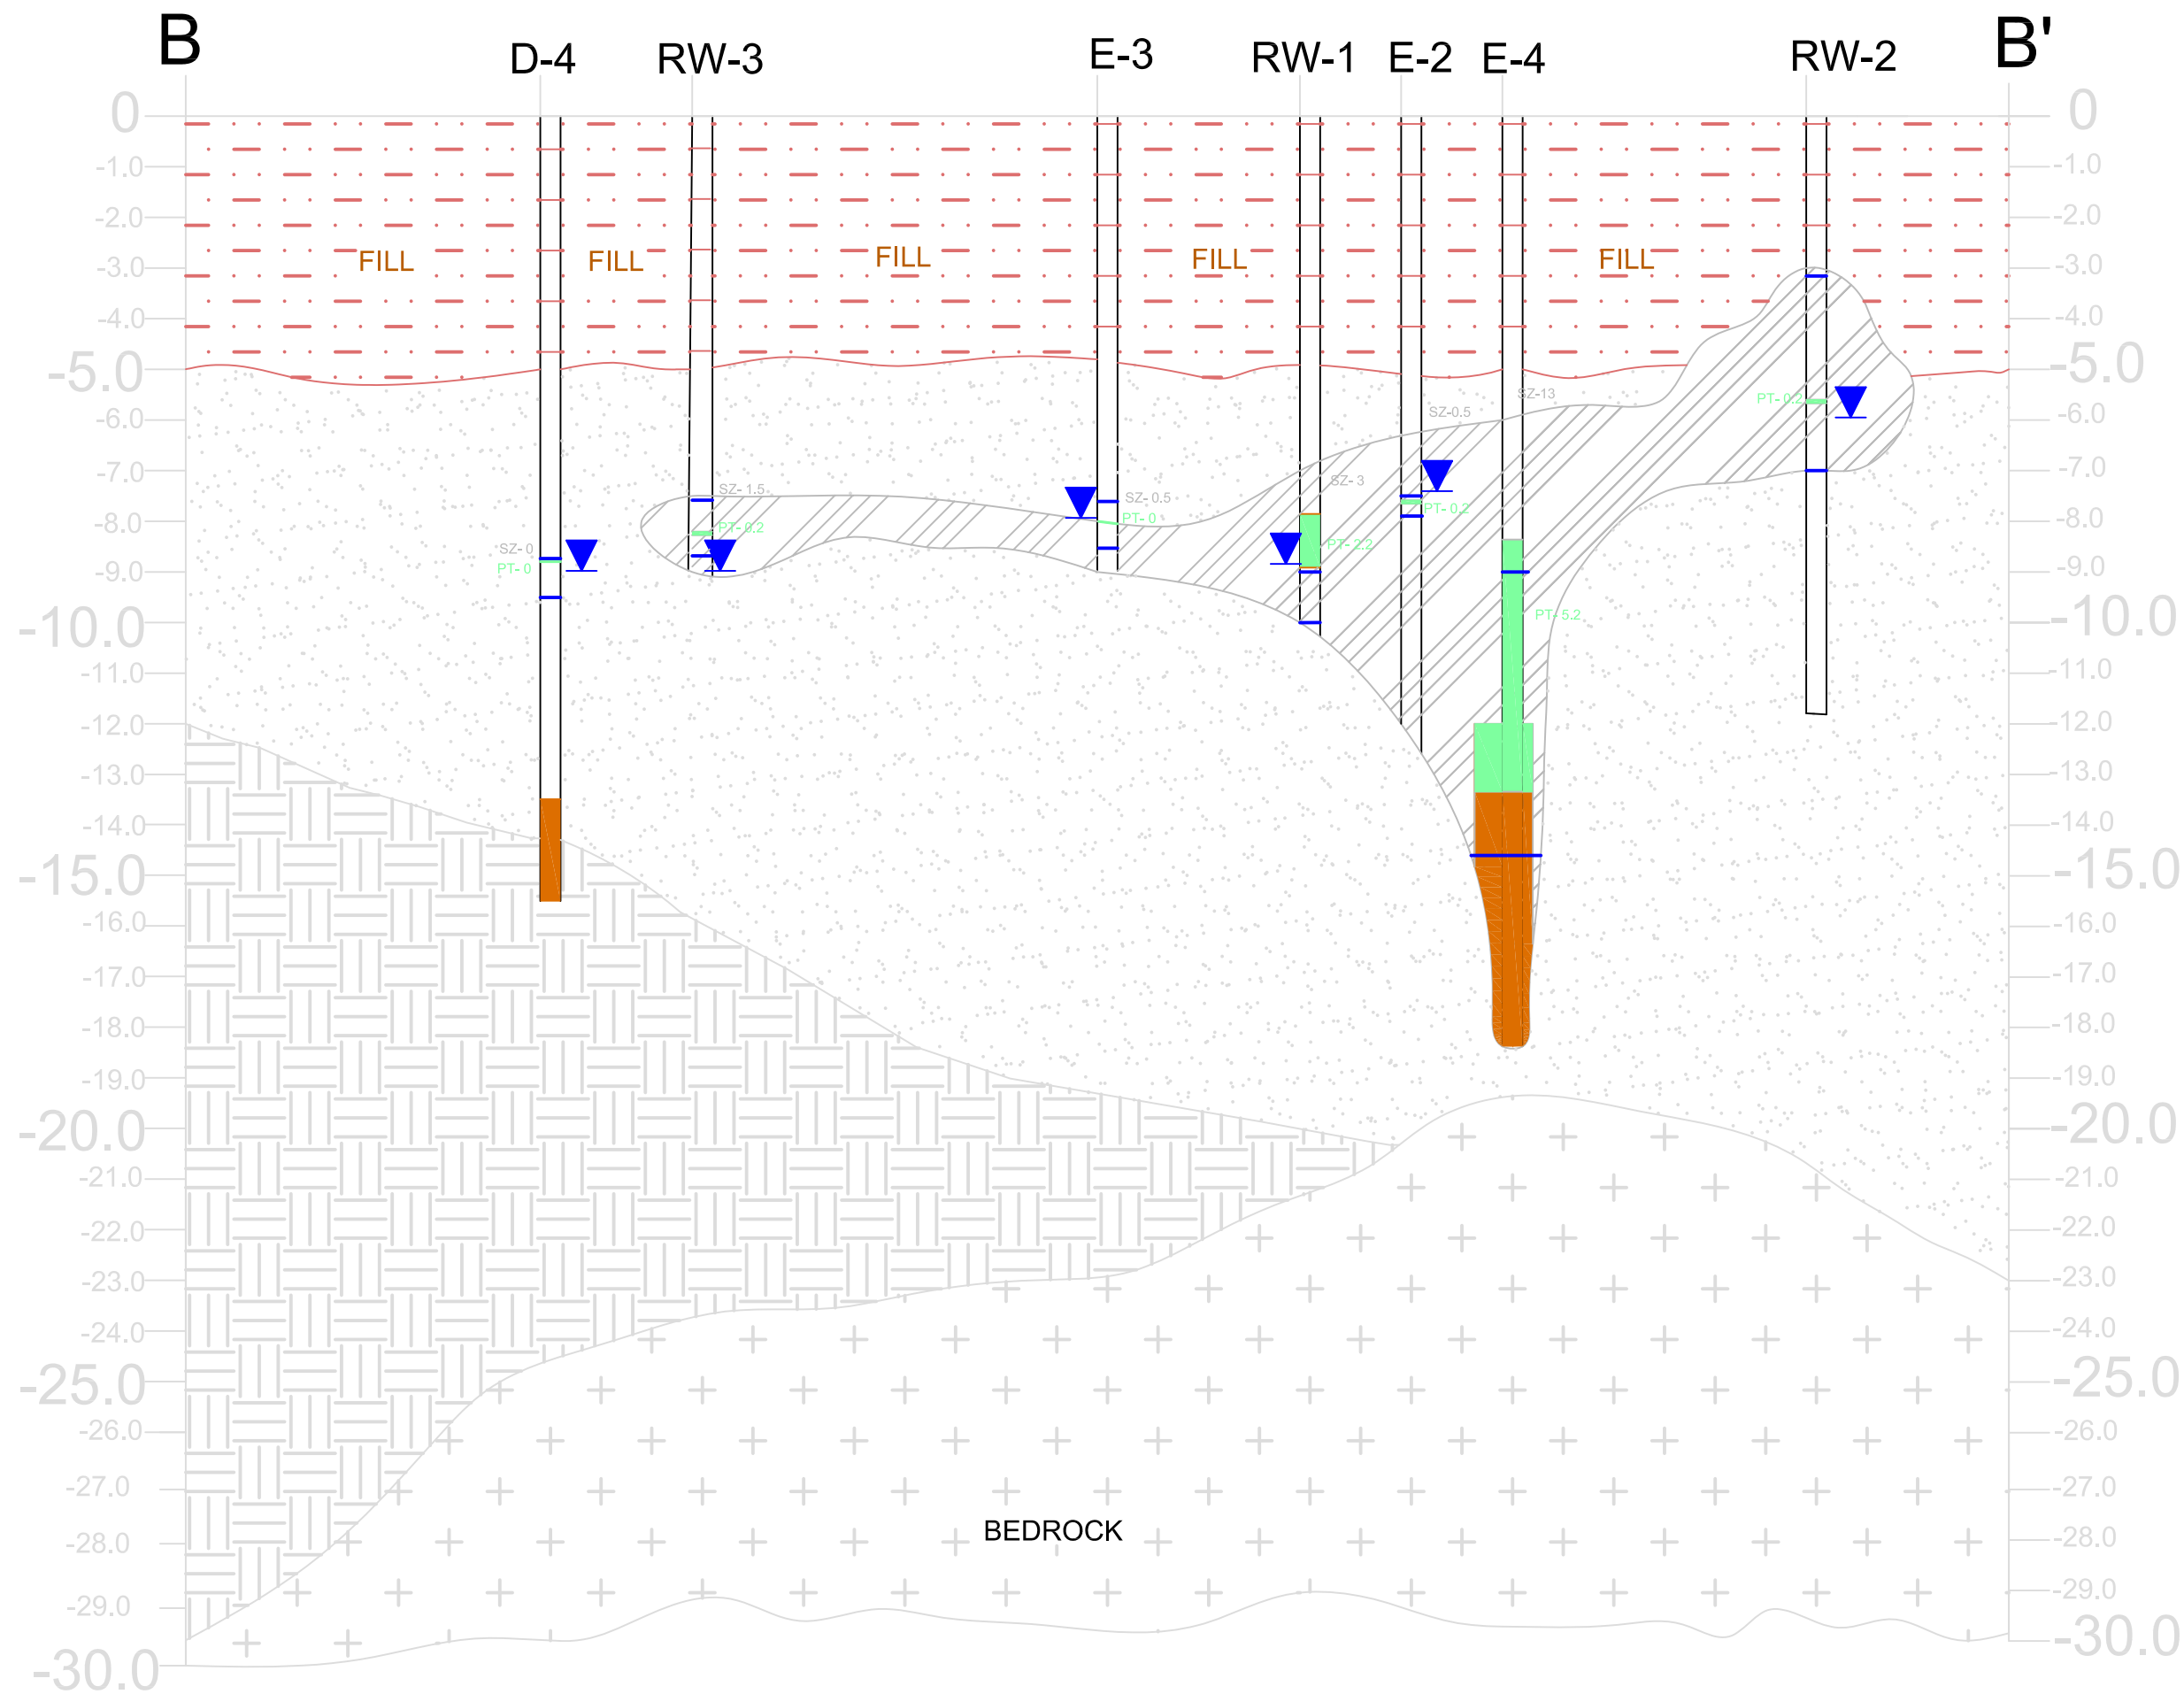 B
B'
D-4
RW-3
E-3
RW-1
E-2
E-4
RW-2
0
0
-1.0
-1.0
-2.0
-2.0
FILL
FILL
FILL
FILL
FILL
-3.0
-3.0
-4.0
-4.0
-5.0
-5.0
SZ-13
PT-0.2
SZ-0.5
-6.0
-6.0
-7.0
-7.0
SZ-3
SZ-1.5
SZ-0.5
PT-0.2
PT-0
PT-0.2
-8.0
-8.0
SZ-0
PT-2.2
PT-0
-9.0
-9.0
PT-5.2
-10.0
-10.0
-11.0
-11.0
-12.0
-12.0
-13.0
-13.0
-14.0
-14.0
-15.0
-15.0
-16.0
-16.0
-17.0
-17.0
-18.0
-18.0
-19.0
-19.0
-20.0
-20.0
-21.0
-21.0
-22.0
-22.0
-23.0
-23.0
-24.0
-24.0
-25.0
-25.0
-26.0
-26.0
-27.0
-27.0
BEDROCK
-28.0
-28.0
-29.0
-29.0
-30.0
-30.0